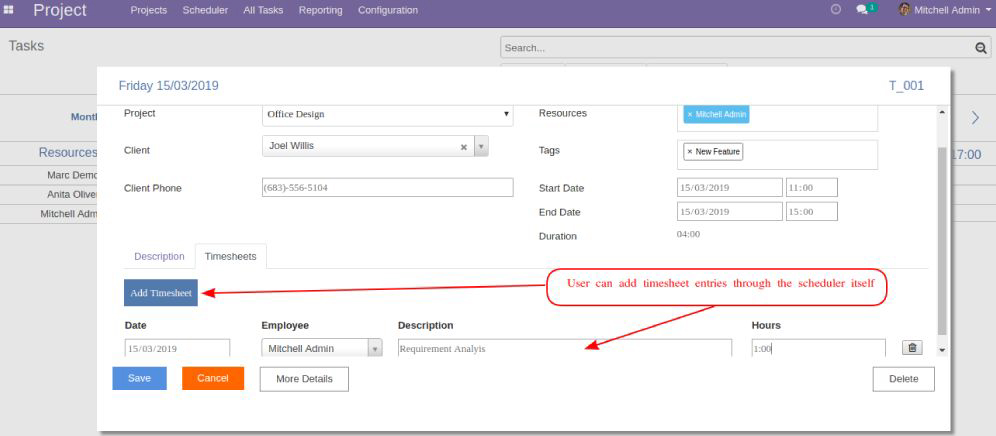 Project Projects Scheduler All Tasks Reporting Configuration 1 Mitchell Admin
Tasks Search...
Friday 15/03/2019 T_001
Month
Project Office Design Resources × Mitchell Admin
Client Joel Willis Tags × New Feature
Resources 17:00
Marc Demo
Client Phone (683)-556-5104 Start Date 15/03/2019 11:00
Anita Oliver
Mitchell Adm End Date 15/03/2019 15:00
Duration 04:00
Description Timesheets
Add Timesheet User can add timesheet entries through the scheduler itself
Date Employee Description Hours
15/03/2019 Mitchell Admin Requirement Analyis 1:00
Save Cancel More Details Delete